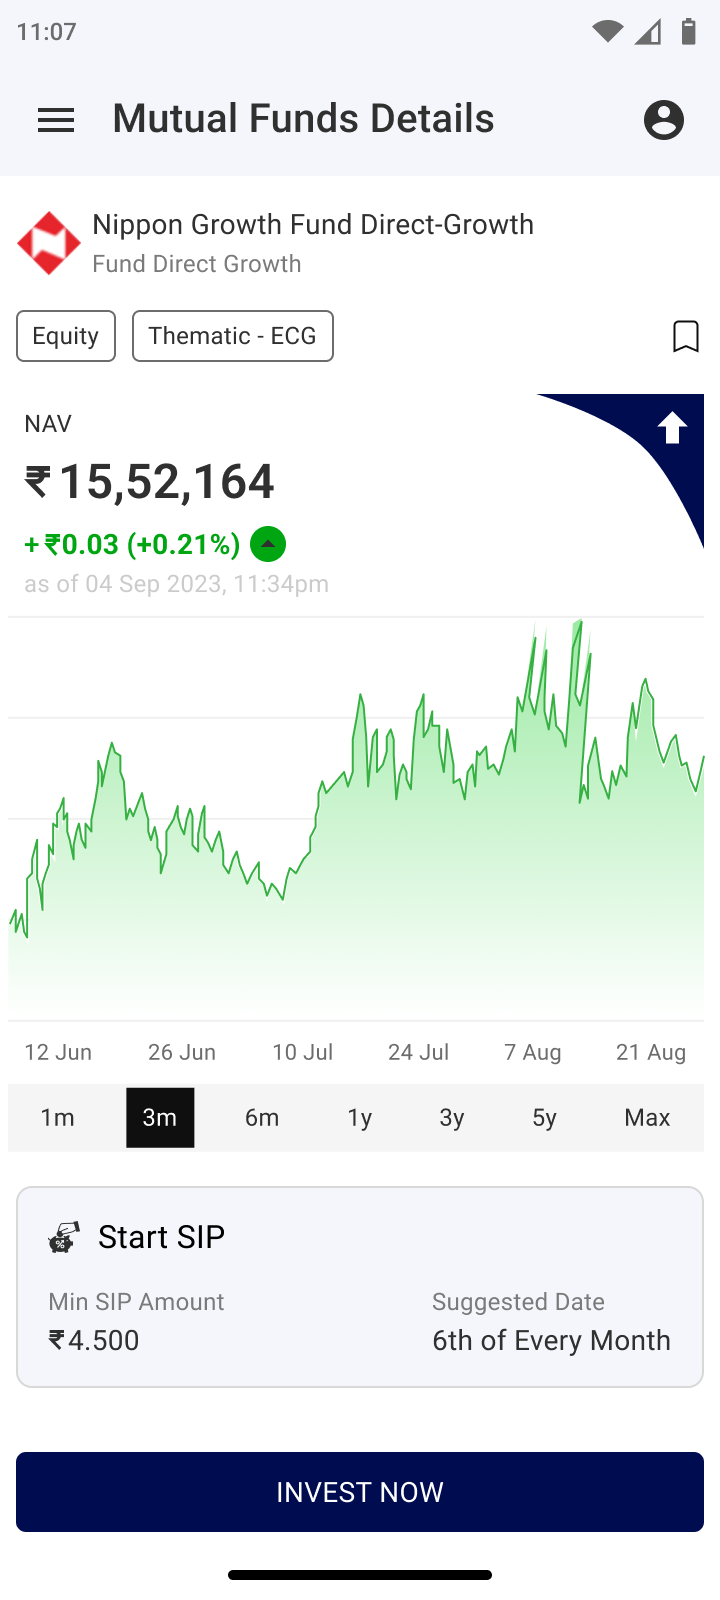 11:07
Mutual Funds Details
Nippon Growth Fund Direct-Growth
Fund Direct Growth
Equity
Thematic - ECG
NAV
₹ 15,52,164
+ ₹0.03 (+0.21%)
as of 04 Sep 2023, 11:34pm
12 Jun 26 Jun 10 Jul 24 Jul 7 Aug 21 Aug
1m 3m 6m 1y 3y 5y Max
Start SIP
Min SIP Amount Suggested Date
₹4.500 6th of Every Month
INVEST NOW